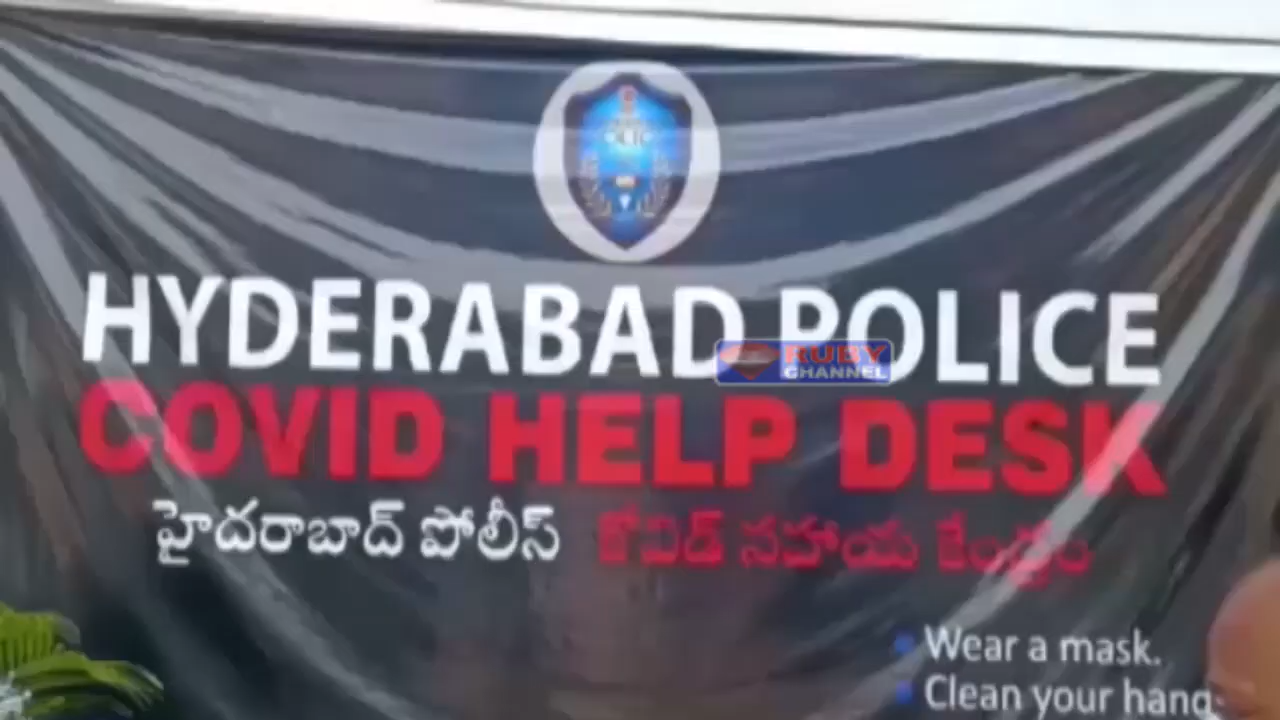 HYDERABAD POLICE
RUBY
CHANNEL
COVID HELP DESK
హైదరాబాద్ పోలీస్ కోవిడ్ సహాయ కేంద్రం
Wear a mask.
Clean your hand